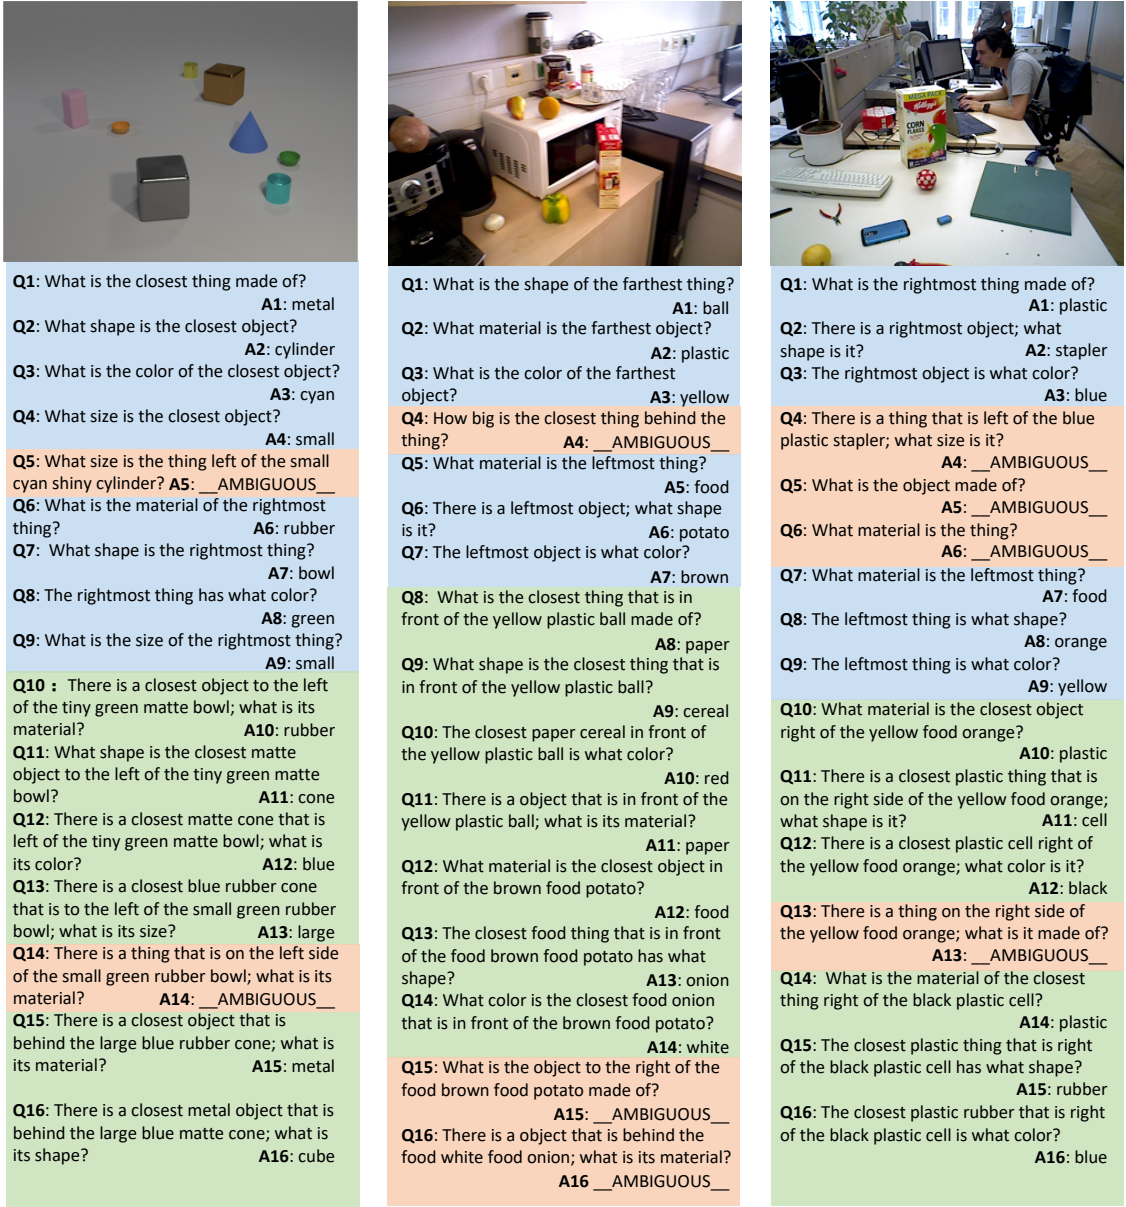 Q1: What is the closest thing made of?
A1: metal
Q2: What shape is the closest object?
A2: cylinder
Q3: What is the color of the closest object?
A3: cyan
Q4: What size is the closest object?
A4: small
Q5: What size is the thing left of the small
cyan shiny cylinder? A5: __AMBIGUOUS__
Q6: What is the material of the rightmost
thing? A6: rubber
Q7: What shape is the rightmost thing?
A7: bowl
Q8: The rightmost thing has what color?
A8: green
Q9: What is the size of the rightmost thing?
A9: small
Q10 : There is a closest object to the left
of the tiny green matte bowl; what is its
material? A10: rubber
Q11: What shape is the closest matte
object to the left of the tiny green matte
bowl? A11: cone
Q12: There is a closest matte cone that is
left of the tiny green matte bowl; what is
its color? A12: blue
Q13: There is a closest blue rubber cone
that is to the left of the small green rubber
bowl; what is its size? A13: large
Q14: There is a thing that is on the left side
of the small green rubber bowl; what is its
material? A14: __AMBIGUOUS__
Q15: There is a closest object that is
behind the large blue rubber cone; what is
its material? A15: metal
Q16: There is a closest metal object that is
behind the large blue matte cone; what is
its shape? A16: cube
Q1: What is the shape of the farthest thing?
A1: ball
Q2: What material is the farthest object?
A2: plastic
Q3: What is the color of the farthest
object? A3: yellow
Q4: How big is the closest thing behind the
thing? A4: __AMBIGUOUS__
Q5: What material is the leftmost thing?
A5: food
Q6: There is a leftmost object; what shape
is it? A6: potato
Q7: The leftmost object is what color?
A7: brown
Q8: What is the closest thing that is in
front of the yellow plastic ball made of?
A8: paper
Q9: What shape is the closest thing that is
in front of the yellow plastic ball?
A9: cereal
Q10: The closest paper cereal in front of
the yellow plastic ball is what color?
A10: red
Q11: There is a object that is in front of the
yellow plastic ball; what is its material?
A11: paper
Q12: What material is the closest object in
front of the brown food potato?
A12: food
Q13: The closest food thing that is in front
of the food brown food potato has what
shape? A13: onion
Q14: What color is the closest food onion
that is in front of the brown food potato?
A14: white
Q15: What is the object to the right of the
food brown food potato made of?
A15: __AMBIGUOUS__
Q16: There is a object that is behind the
food white food onion; what is its material?
A16 __AMBIGUOUS__
MEGA PACK
Kellogg's
CORN
FLAKES
Q1: What is the rightmost thing made of?
A1: plastic
Q2: There is a rightmost object; what
shape is it? A2: stapler
Q3: The rightmost object is what color?
A3: blue
Q4: There is a thing that is left of the blue
plastic stapler; what size is it?
A4: __AMBIGUOUS__
Q5: What is the object made of?
A5: __AMBIGUOUS__
Q6: What material is the thing?
A6: __AMBIGUOUS__
Q7: What material is the leftmost thing?
A7: food
Q8: The leftmost thing is what shape?
A8: orange
Q9: The leftmost thing is what color?
A9: yellow
Q10: What material is the closest object
right of the yellow food orange?
A10: plastic
Q11: There is a closest plastic thing that is
on the right side of the yellow food orange;
what shape is it? A11: cell
Q12: There is a closest plastic cell right of
the yellow food orange; what color is it?
A12: black
Q13: There is a thing on the right side of
the yellow food orange; what is it made of?
A13: __AMBIGUOUS__
Q14: What is the material of the closest
thing right of the black plastic cell?
A14: plastic
Q15: The closest plastic thing that is right
of the black plastic cell has what shape?
A15: rubber
Q16: The closest plastic rubber that is right
of the black plastic cell is what color?
A16: blue